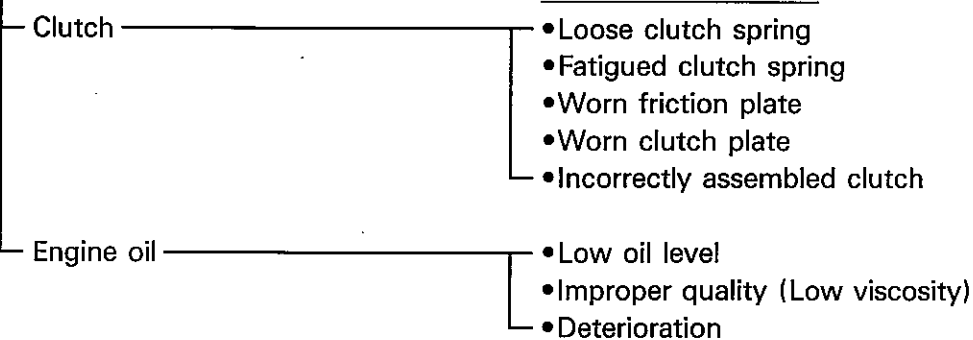 Clutch
•Loose clutch spring
•Fatigued clutch spring
•Worn friction plate
•Worn clutch plate
•Incorrectly assembled clutch
Engine oil
•Low oil level
•Improper quality (Low viscosity)
•Deterioration